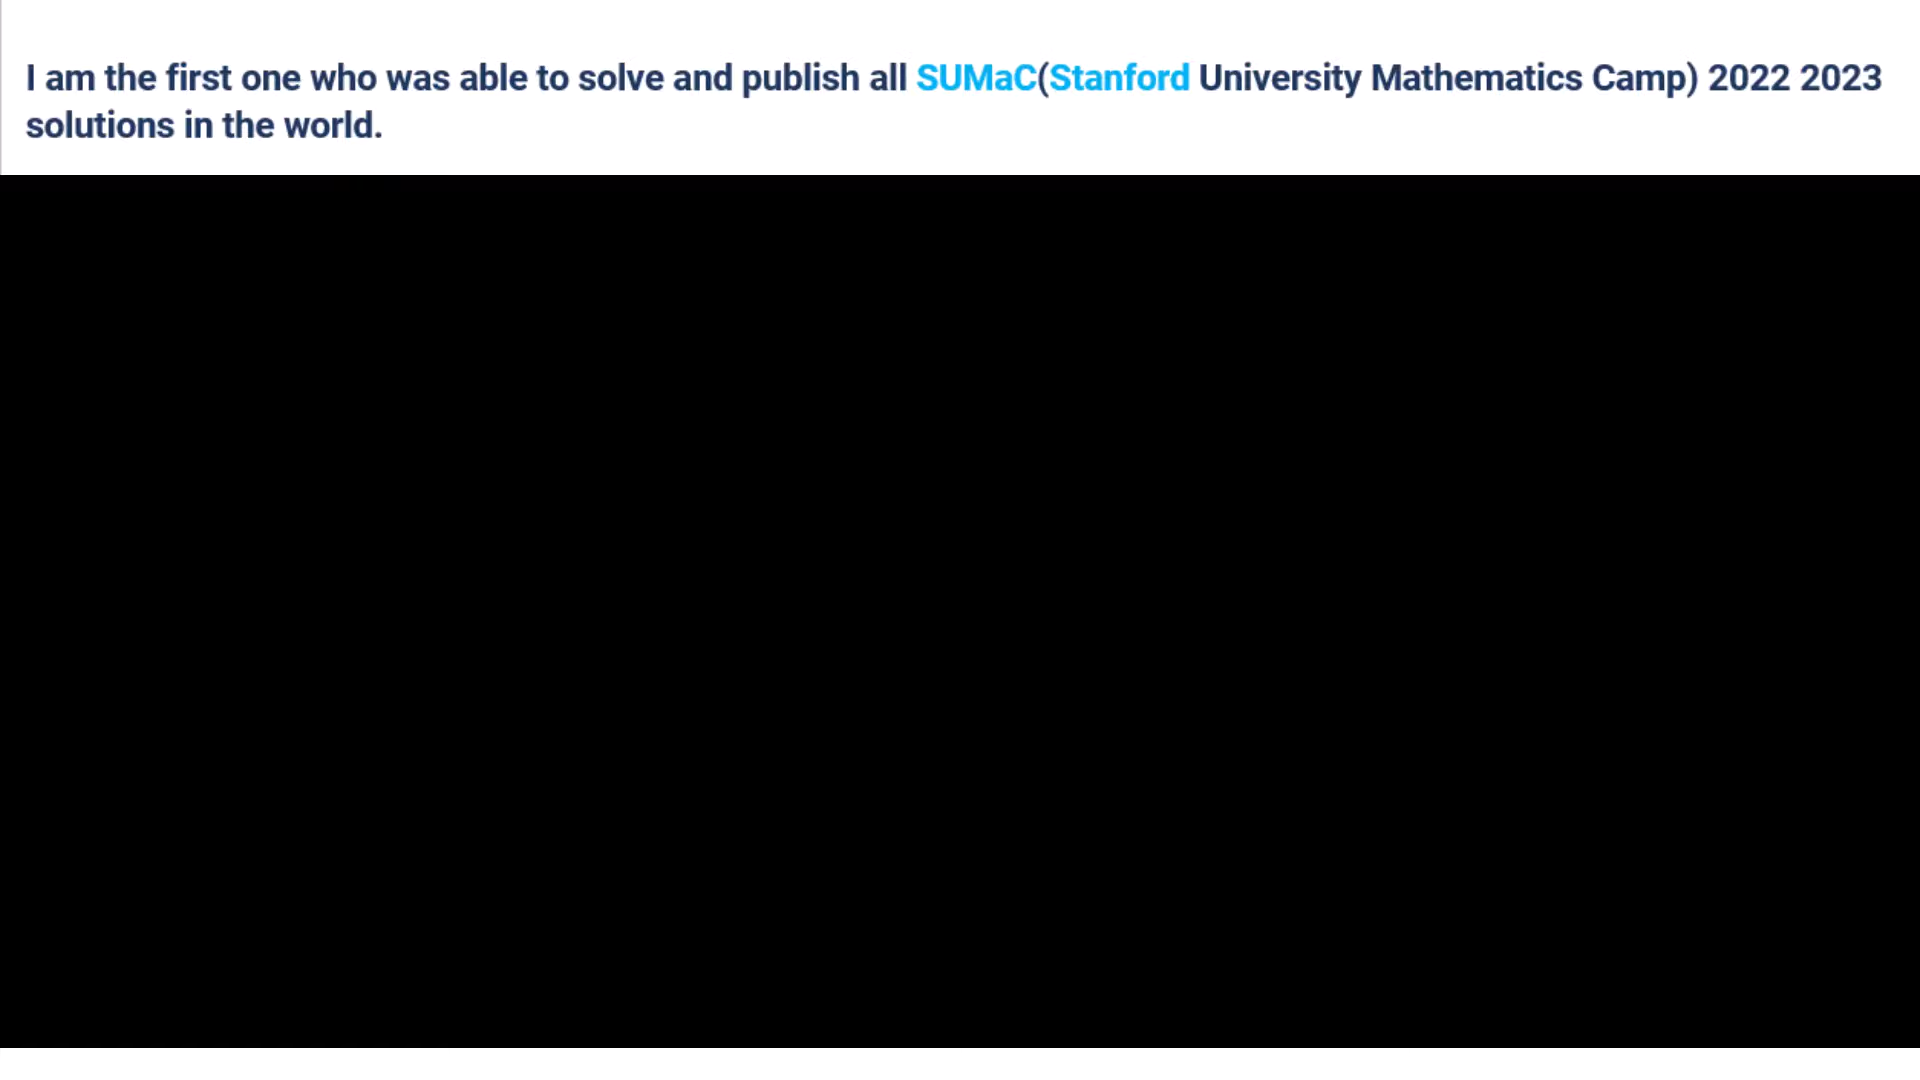 I am the first one who was able to solve and publish all SUMaC(Stanford University Mathematics Camp) 2022 2023
solutions in the world.